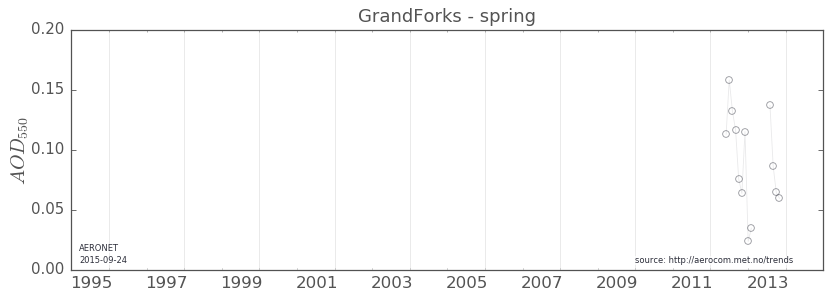 GrandForks - spring
0.20
0.15
0.10
0.05
0.00
AOD550
AERONET
2015-09-24
source: http://aerocom.met.no/trends
1995 1997 1999 2001 2003 2005 2007 2009 2011 2013